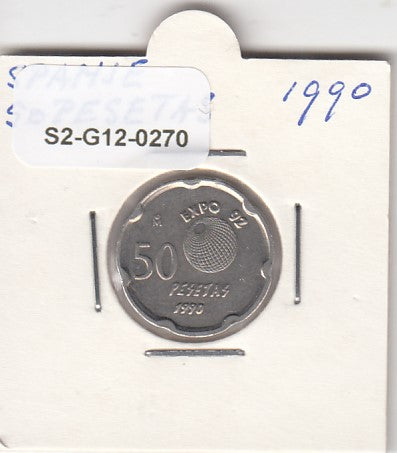 SPANJE
50 PESETAS
1990
S2-G12-0270
M
EXPO 92
50
PESETAS
1990